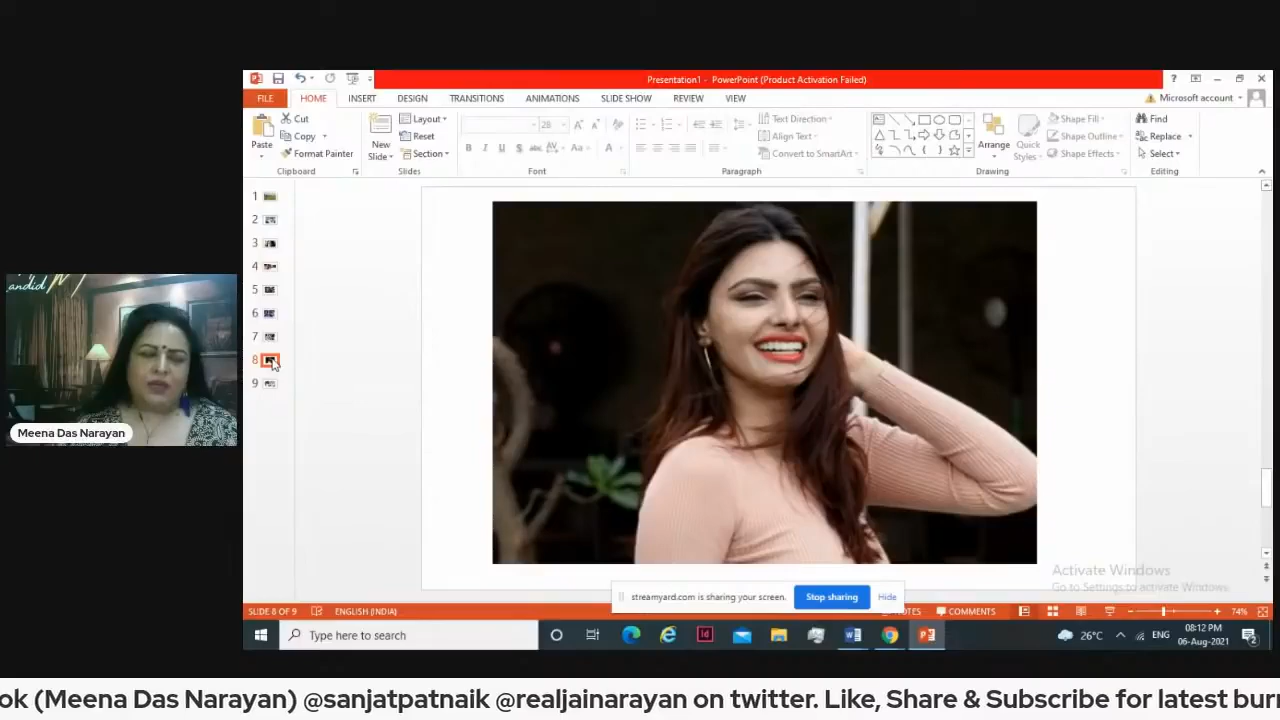 Presentation1 - PowerPoint (Product Activation Failed)
FILE HOME INSERT DESIGN TRANSITIONS ANIMATIONS SLIDE SHOW REVIEW VIEW Microsoft account
Paste Cut Copy Format Painter
Clipboard
New Slide Layout Reset Section
Slides
28
B I U S abc AV Aa A
Font
Text Direction
Align Text
Convert to SmartArt
Paragraph
Arrange Quick Styles
Shape Fill
Shape Outline
Shape Effects
Drawing
Find
Replace
Select
Editing
1
2
3
4
5
6
7
8
9
andid
Meena Das Narayan
Activate Windows
Go to Settings to activate Windows.
streamyard.com is sharing your screen. Stop sharing Hide
SLIDE 8 OF 9 ENGLISH (INDIA) NOTES COMMENTS 74%
Type here to search 26°C ENG 08:12 PM
06-Aug-2021
ok (Meena Das Narayan) @sanjatpatnaik @realjainarayan on twitter. Like, Share & Subscribe for latest bur